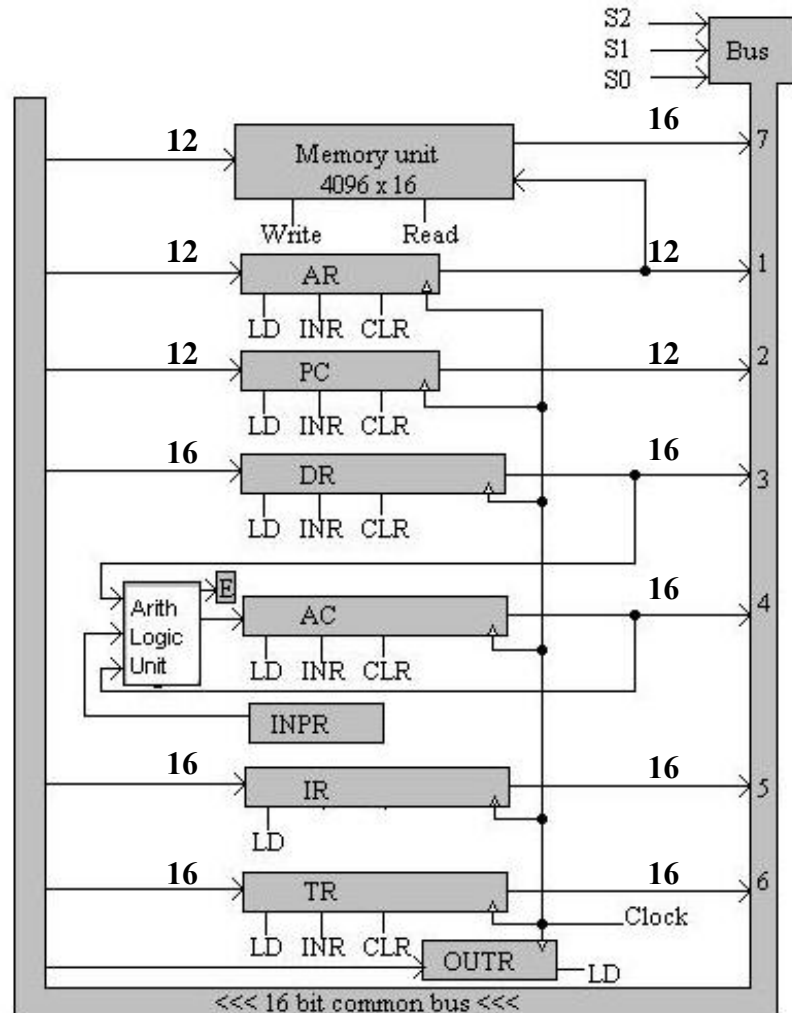 S2
S1
S0
Bus
12
Memory unit
4096 x 16
16
7
Write
Read
12
AR
12
1
LD INR CLR
12
PC
12
2
LD INR CLR
16
DR
16
3
LD INR CLR
E
Arith
Logic
Unit
AC
16
4
LD INR CLR
INPR
16
IR
16
5
LD
16
TR
16
6
LD INR CLR
Clock
OUTR
LD
<<< 16 bit common bus <<<